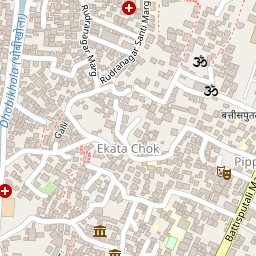 Rudranagar Marg
Rudranagar Santi Marg
Dhobikhola (धोबीखोला)
Galli
बत्तीसपुत
Ekata Chok
Pipp
Battisputali M